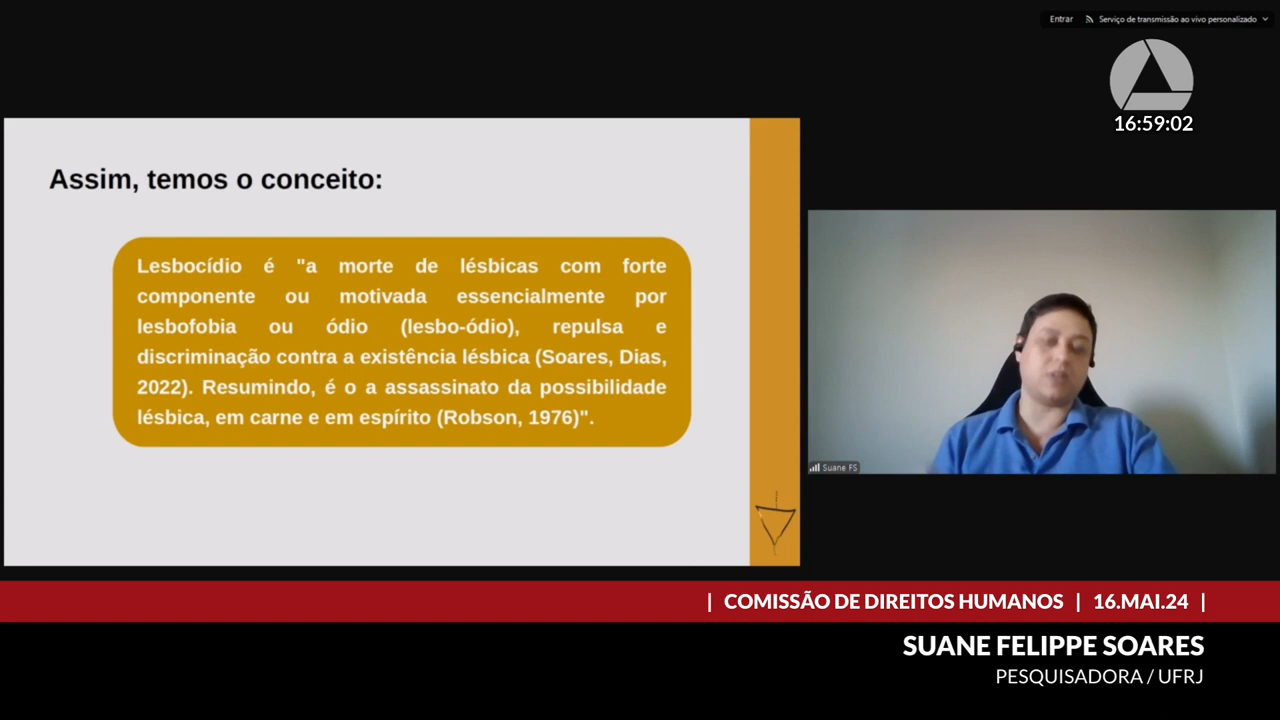 Entrar Serviço de transmissão ao vivo personalizado
16:59:02
Assim, temos o conceito:
Lesbocídio é "a morte de lésbicas com forte
componente ou motivada essencialmente por
lesbofobia ou ódio (lesbo-ódio), repulsa e
discriminação contra a existência lésbica (Soares, Dias,
2022). Resumindo, é o a assassinato da possibilidade
lésbica, em carne e em espírito (Robson, 1976)".
Suane FS
| COMISSÃO DE DIREITOS HUMANOS | 16.MAI.24 |
SUANE FELIPPE SOARES
PESQUISADORA / UFRJ